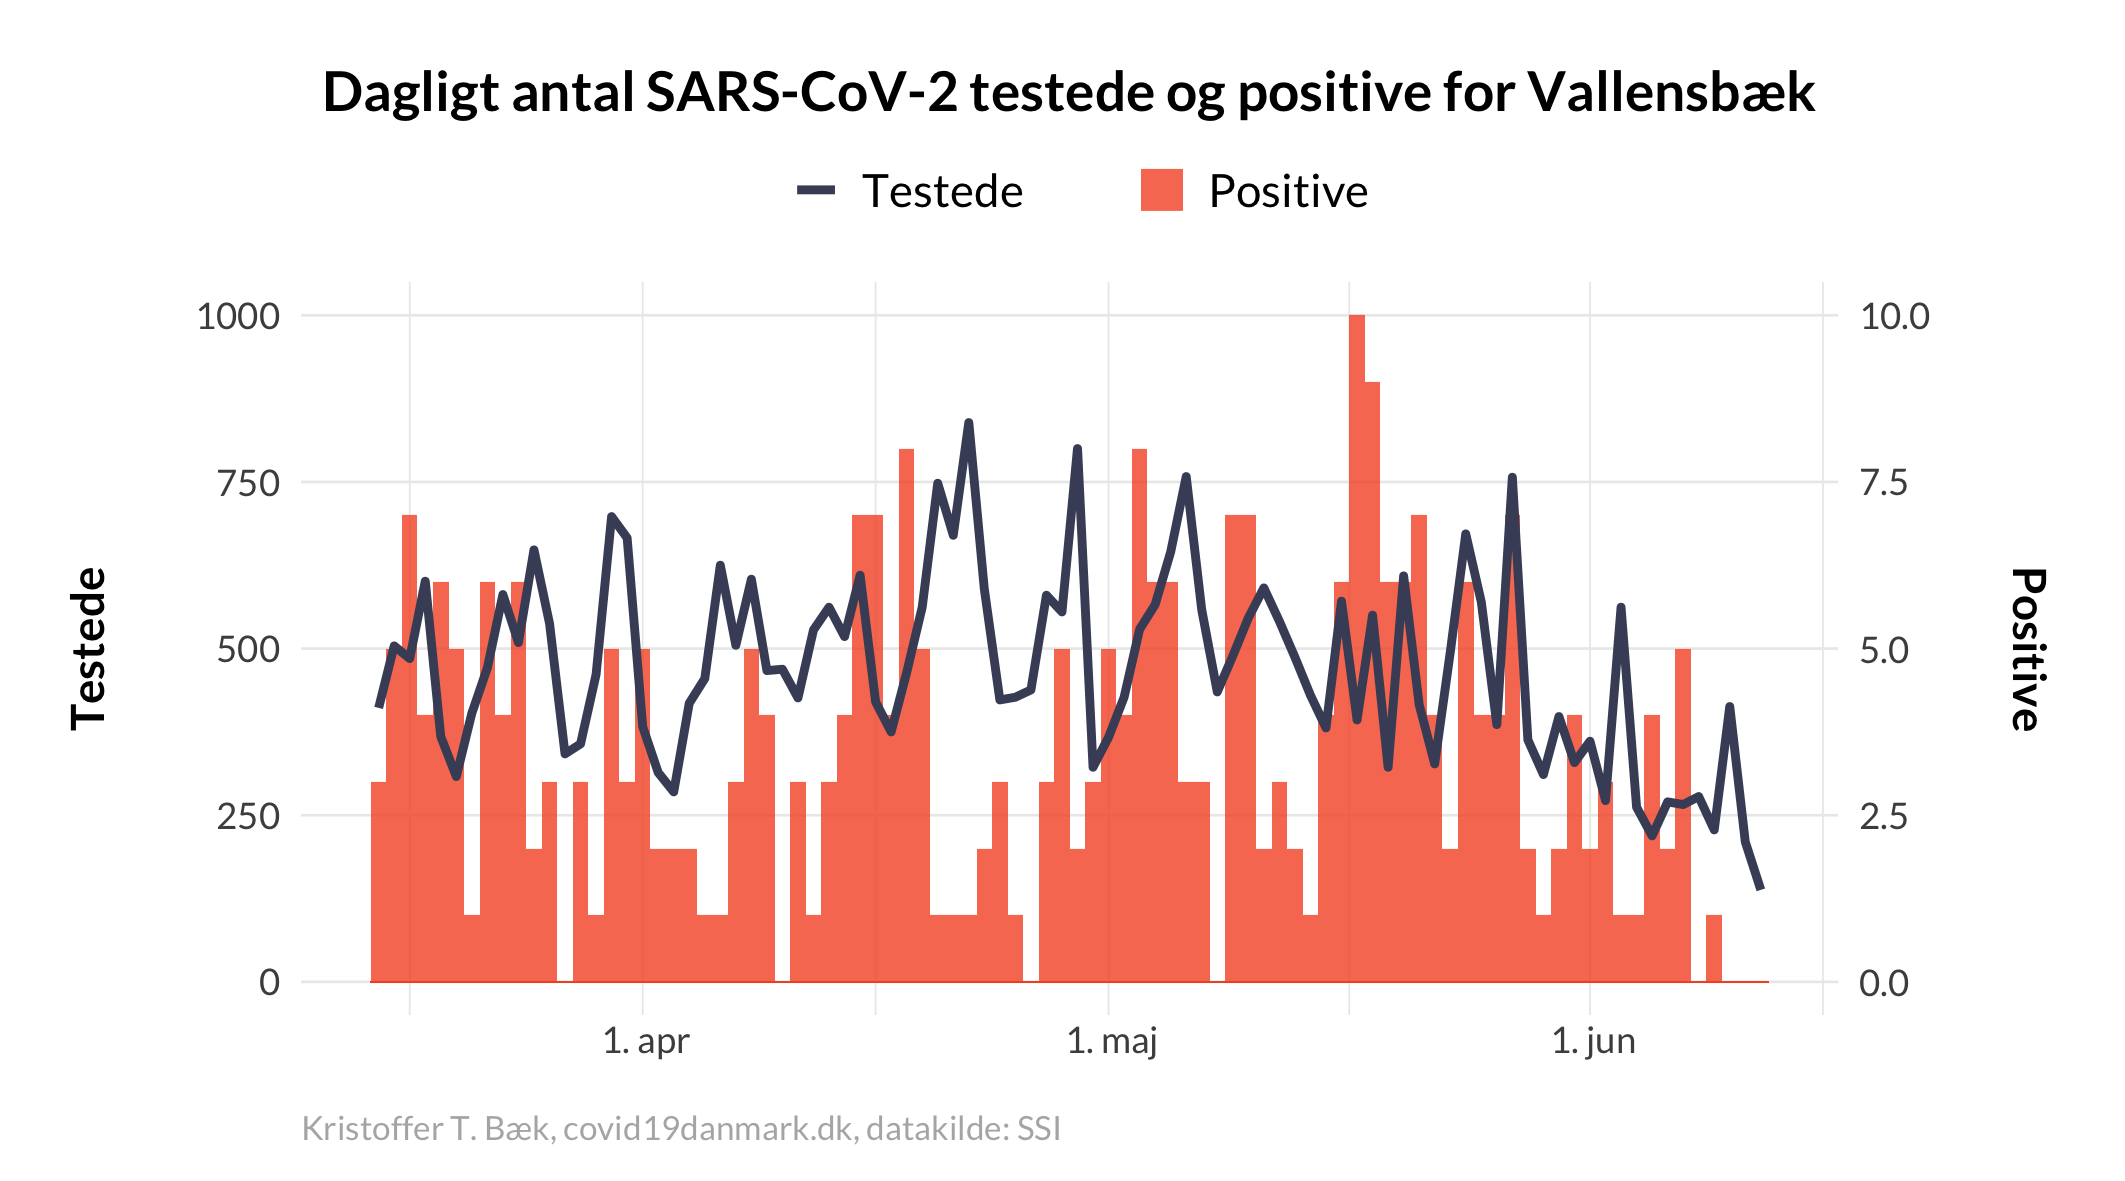 Dagligt antal SARS-CoV-2 testede og positive for Vallensbæk
Testede
Positive
1000
750
500
250
0
10.0
7.5
5.0
2.5
0.0
Testede
Positive
1. apr
1. maj
1. jun
Kristoffer T. Bæk, covid19danmark.dk, datakilde: SSI